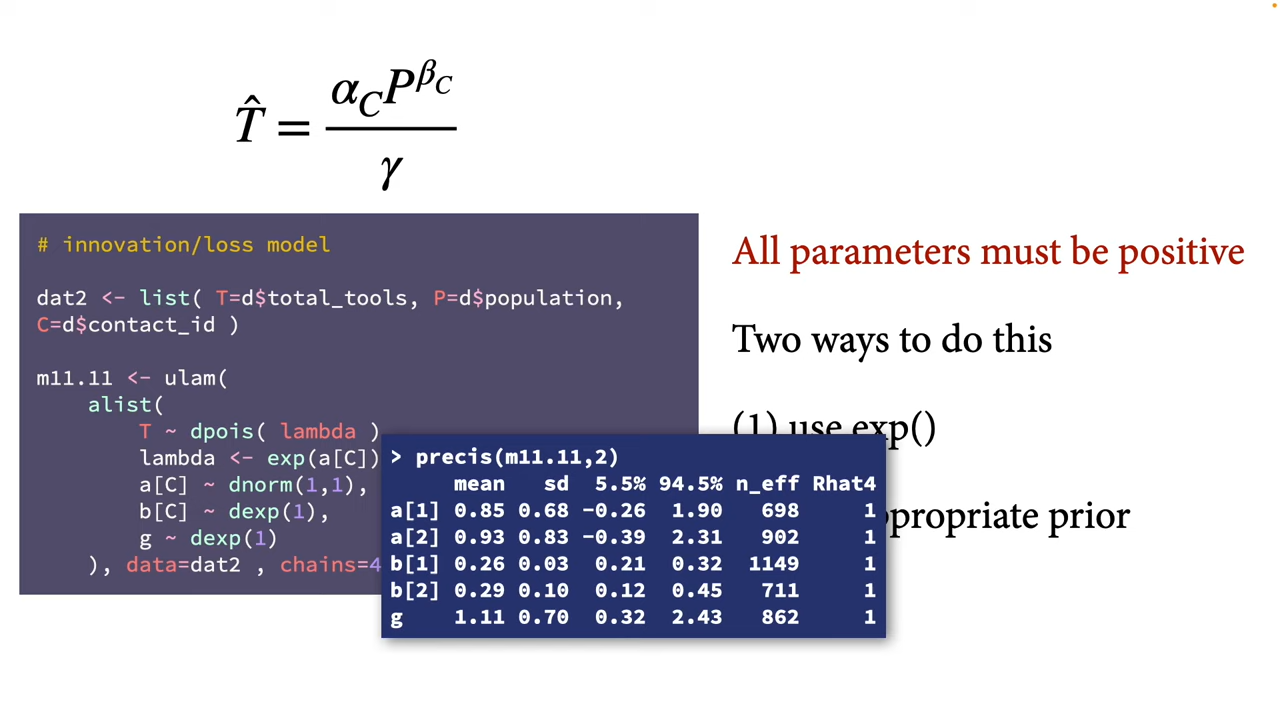 T̂ = α_C P^β_C / γ
# innovation/loss model
dat2 <- list( T=d$total_tools, P=d$population,
C=d$contact_id )
m11.11 <- ulam(
alist(
T ~ dpois( lambda )
lambda <- exp(a[C])
a[C] ~ dnorm(1,1),
b[C] ~ dexp(1),
g ~ dexp(1)
), data=dat2 , chains=4
All parameters must be positive
Two ways to do this
(1) use exp()
appropriate prior
> precis(m11.11,2)
mean sd 5.5% 94.5% n_eff Rhat4
a[1] 0.85 0.68 -0.26 1.90 698 1
a[2] 0.93 0.83 -0.39 2.31 902 1
b[1] 0.26 0.03 0.21 0.32 1149 1
b[2] 0.29 0.10 0.12 0.45 711 1
g 1.11 0.70 0.32 2.43 862 1